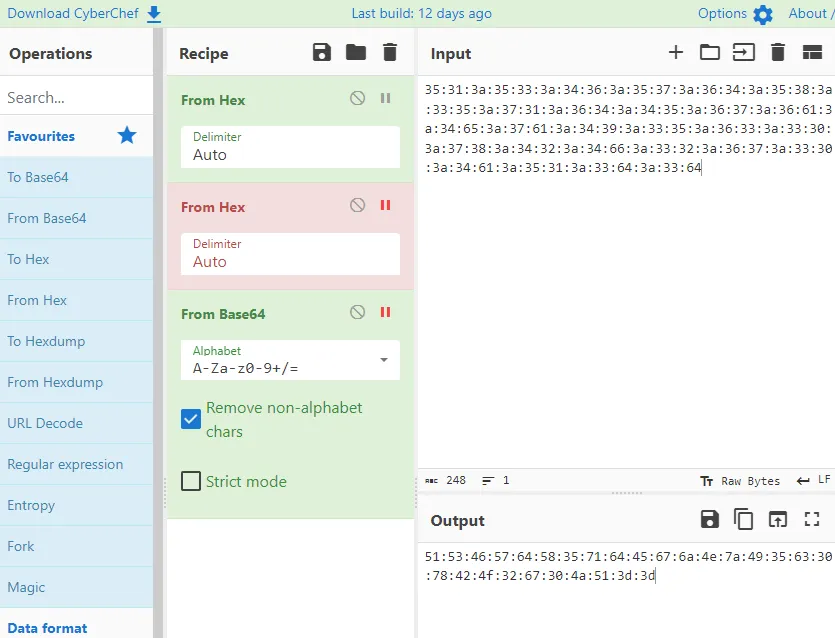 Download CyberChef
Last build: 12 days ago
Options
About /
Operations
Recipe
Input
Search...
Favourites
To Base64
From Base64
To Hex
From Hex
To Hexdump
From Hexdump
URL Decode
Regular expression
Entropy
Fork
Magic
Data format
From Hex
Delimiter
Auto
From Hex
Delimiter
Auto
From Base64
Alphabet
A-Za-z0-9+/=
Remove non-alphabet
chars
Strict mode
35:31:3a:35:33:3a:34:36:3a:35:37:3a:36:34:3a:35:38:3a
:33:35:3a:37:31:3a:36:34:3a:34:35:3a:36:37:3a:36:61:3
a:34:65:3a:37:61:3a:34:39:3a:33:35:3a:36:33:3a:33:30:
3a:37:38:3a:34:32:3a:34:66:3a:33:32:3a:36:37:3a:33:30
:3a:34:61:3a:35:31:3a:33:64:3a:33:64
ABC 248
1
Tт Raw Bytes
LF
Output
51:53:46:57:64:58:35:71:64:45:67:6a:4e:7a:49:35:63:30
:78:42:4f:32:67:30:4a:51:3d:3d